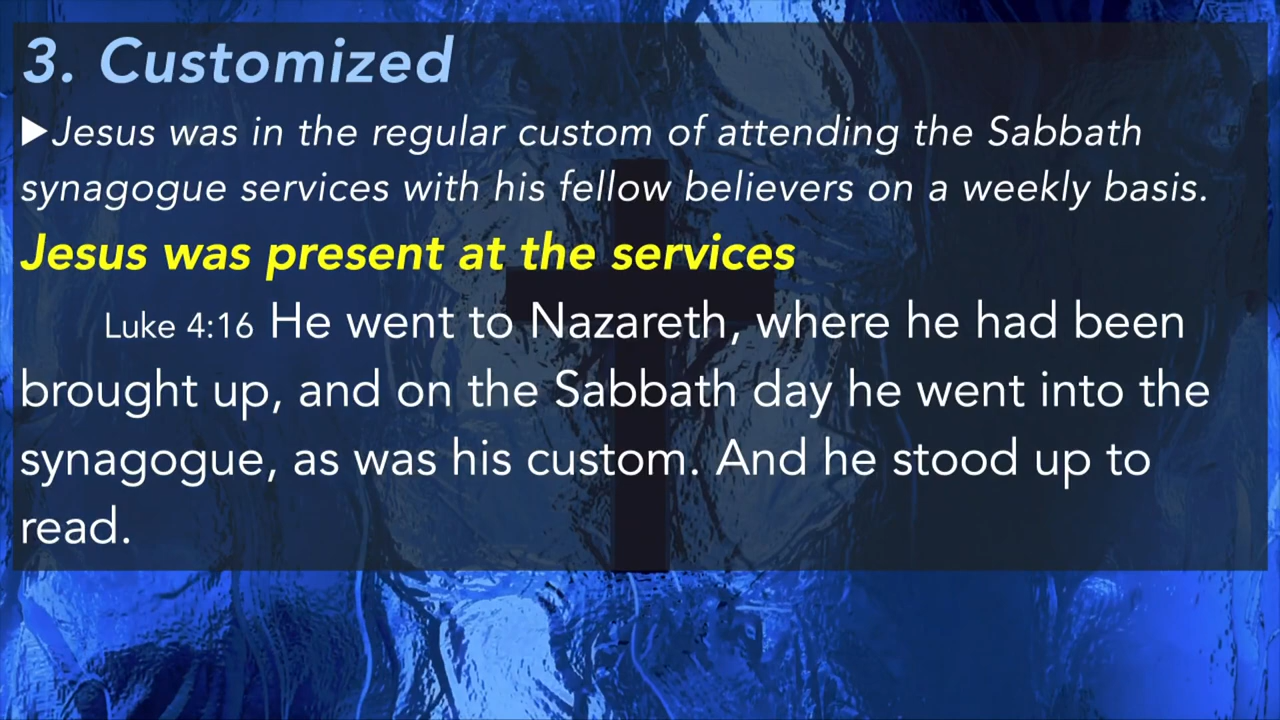 3. Customized
▶Jesus was in the regular custom of attending the Sabbath
synagogue services with his fellow believers on a weekly basis.
Jesus was present at the services
Luke 4:16 He went to Nazareth, where he had been
brought up, and on the Sabbath day he went into the
synagogue, as was his custom. And he stood up to
read.